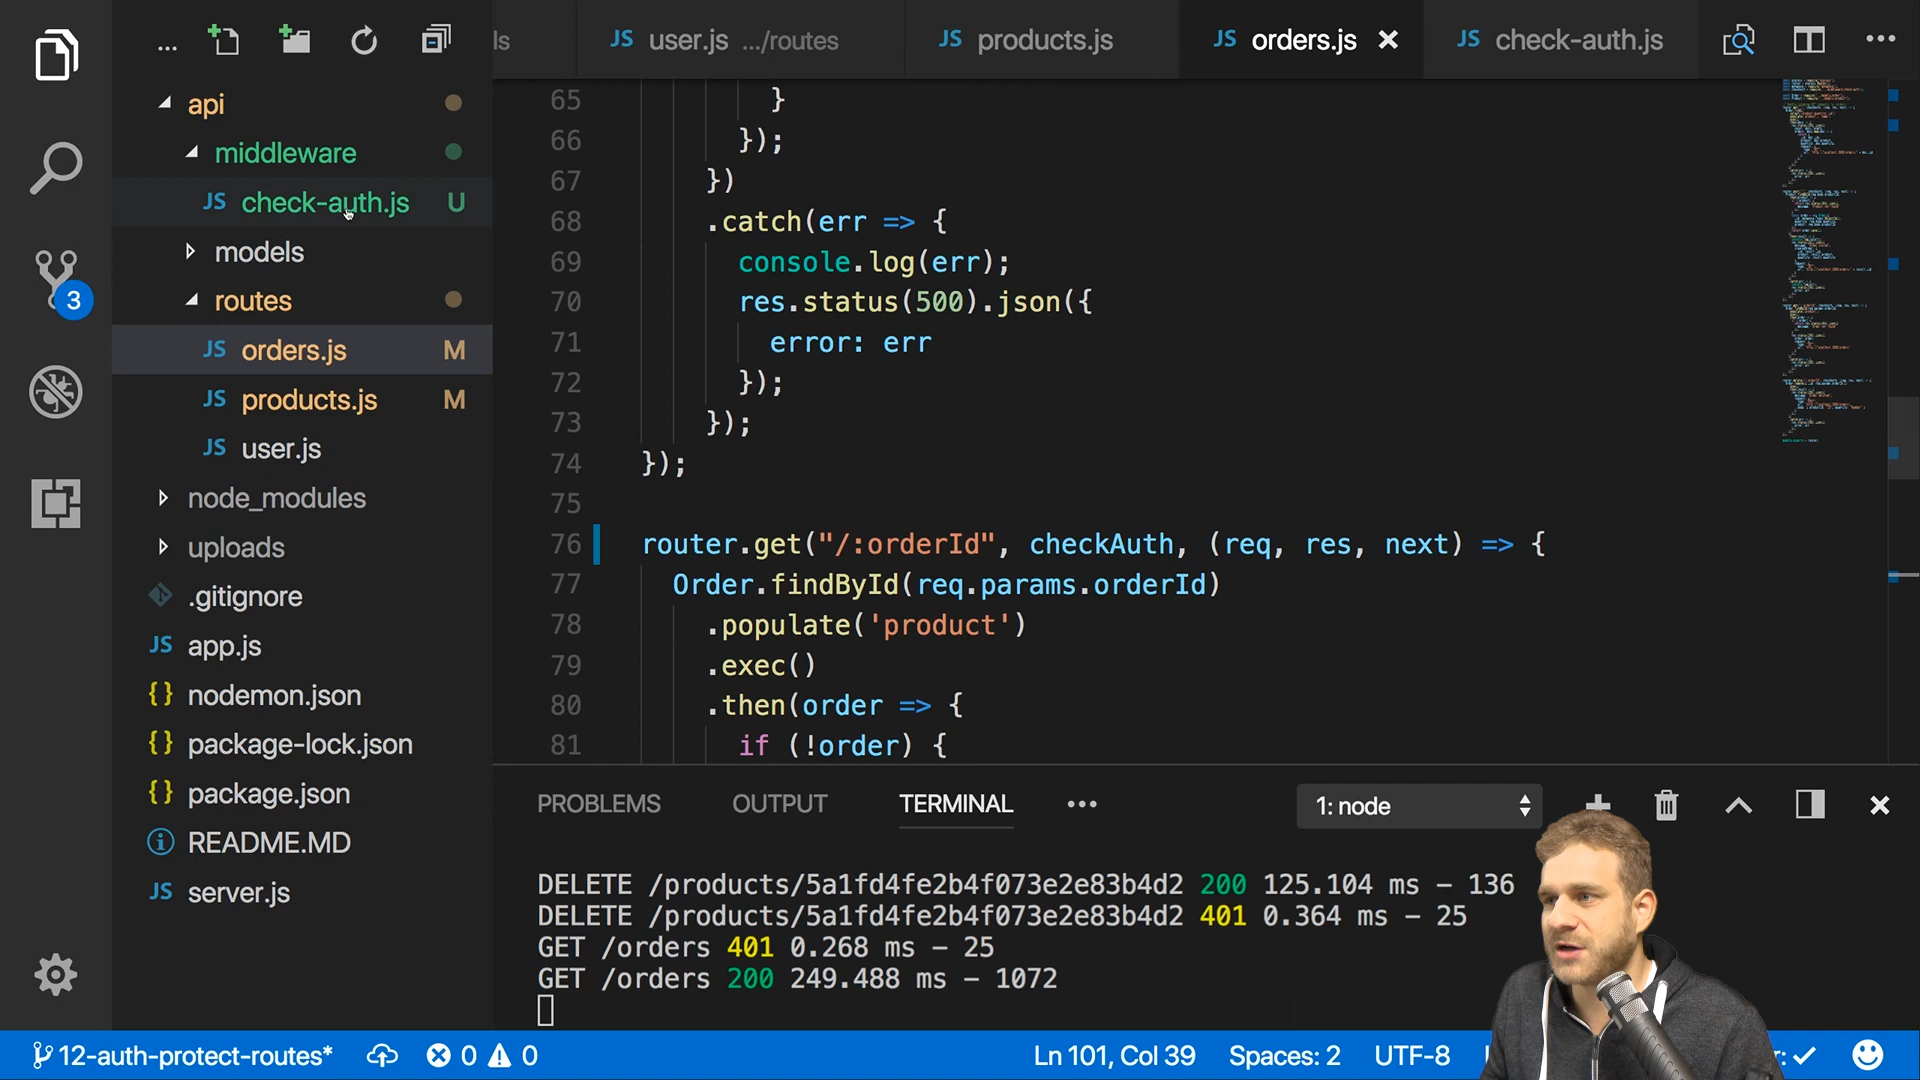 ...
ls
JS user.js .../routes
JS products.js
JS orders.js
JS check-auth.js
api
middleware
JS check-auth.js U
models
routes
JS orders.js M
JS products.js M
JS user.js
node_modules
uploads
.gitignore
JS app.js
{} nodemon.json
{} package-lock.json
{} package.json
README.MD
JS server.js
3
65 }
66 });
67 })
68 .catch(err => {
69 console.log(err);
70 res.status(500).json({
71 error: err
72 });
73 });
74 });
75
76 router.get("/:orderId", checkAuth, (req, res, next) => {
77 Order.findById(req.params.orderId)
78 .populate('product')
79 .exec()
80 .then(order => {
81 if (!order) {
PROBLEMS OUTPUT TERMINAL ... 1: node
DELETE /products/5a1fd4fe2b4f073e2e83b4d2 200 125.104 ms - 136
DELETE /products/5a1fd4fe2b4f073e2e83b4d2 401 0.364 ms - 25
GET /orders 401 0.268 ms - 25
GET /orders 200 249.488 ms - 1072
12-auth-protect-routes* 0 0 Ln 101, Col 39 Spaces: 2 UTF-8